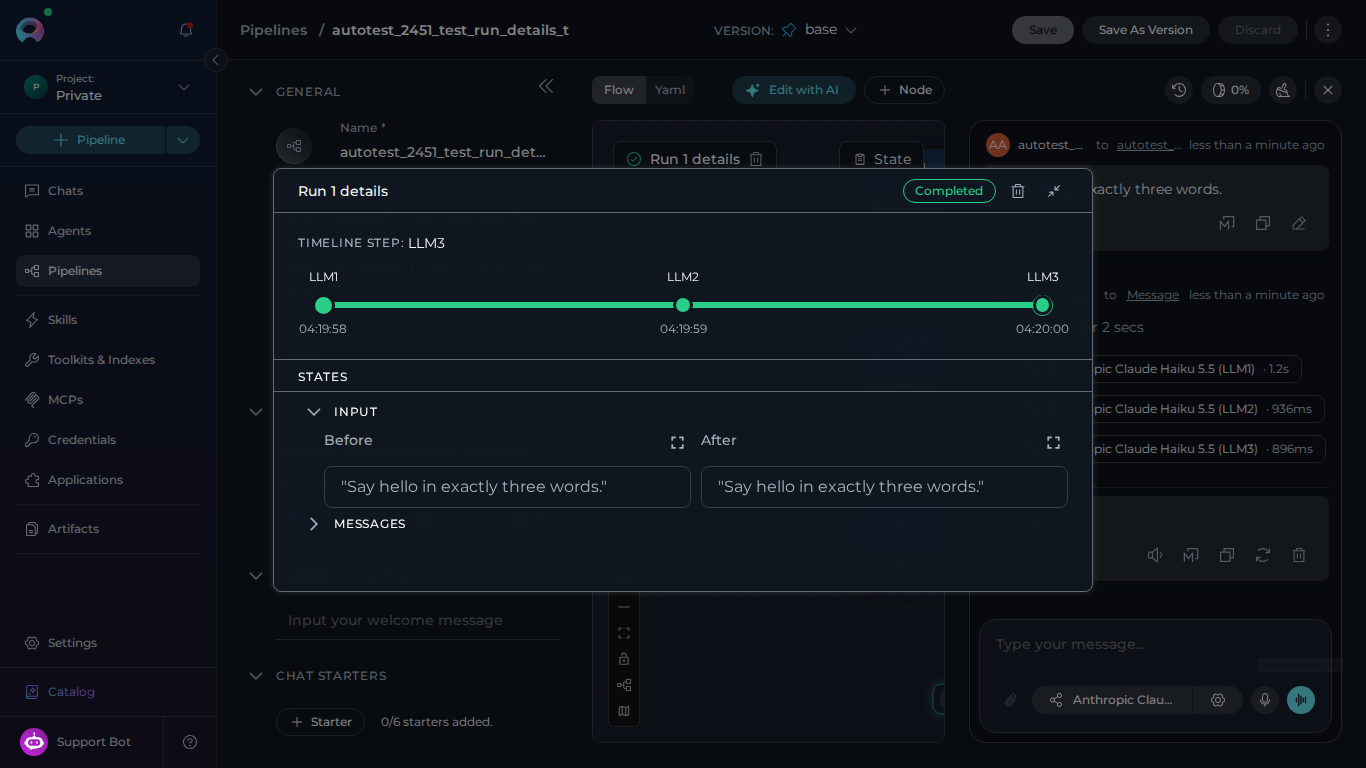 Pipelines / autotest_2451_test_run_details_t
VERSION: base
Save
Save As Version
Discard
Project:
P
Private
Pipeline
Chats
Agents
Pipelines
Skills
Toolkits & Indexes
MCPs
Credentials
Applications
Artifacts
Settings
Catalog
Support Bot
GENERAL
Name *
autotest_2451_test_run_det...
Flow
Yaml
Edit with AI
Node
0%
Run 1 details
State
AA
autotest_... to autotest_... less than a minute ago
exactly three words.
to Message less than a minute ago
r 2 secs
pic Claude Haiku 5.5 (LLM1) · 1.2s
pic Claude Haiku 5.5 (LLM2) · 936ms
pic Claude Haiku 5.5 (LLM3) · 896ms
Run 1 details
Completed
TIMELINE STEP: LLM3
LLM1
LLM2
LLM3
04:19:58
04:19:59
04:20:00
STATES
INPUT
Before
After
"Say hello in exactly three words."
"Say hello in exactly three words."
MESSAGES
Input your welcome message
CHAT STARTERS
Starter
0/6 starters added.
Type your message...
Anthropic Clau...